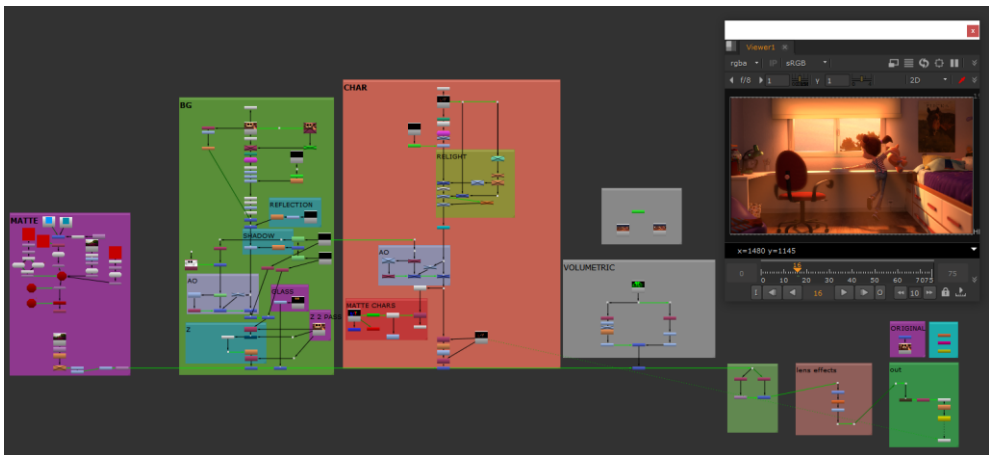 Viewer1
rgba
sRGB
f/8
1
γ 1
2D
x=1480 y=1145
0
16
0 10 20 30 40 50 60 7075
75
16
10
MATTE
BG
REFLECTION
SHADOW
AO
GLASS
Z
Z 2 PASS
CHAR
RELIGHT
AO
MATTE CHARS
VOLUMETRIC
ORIGINAL
lens effects
out